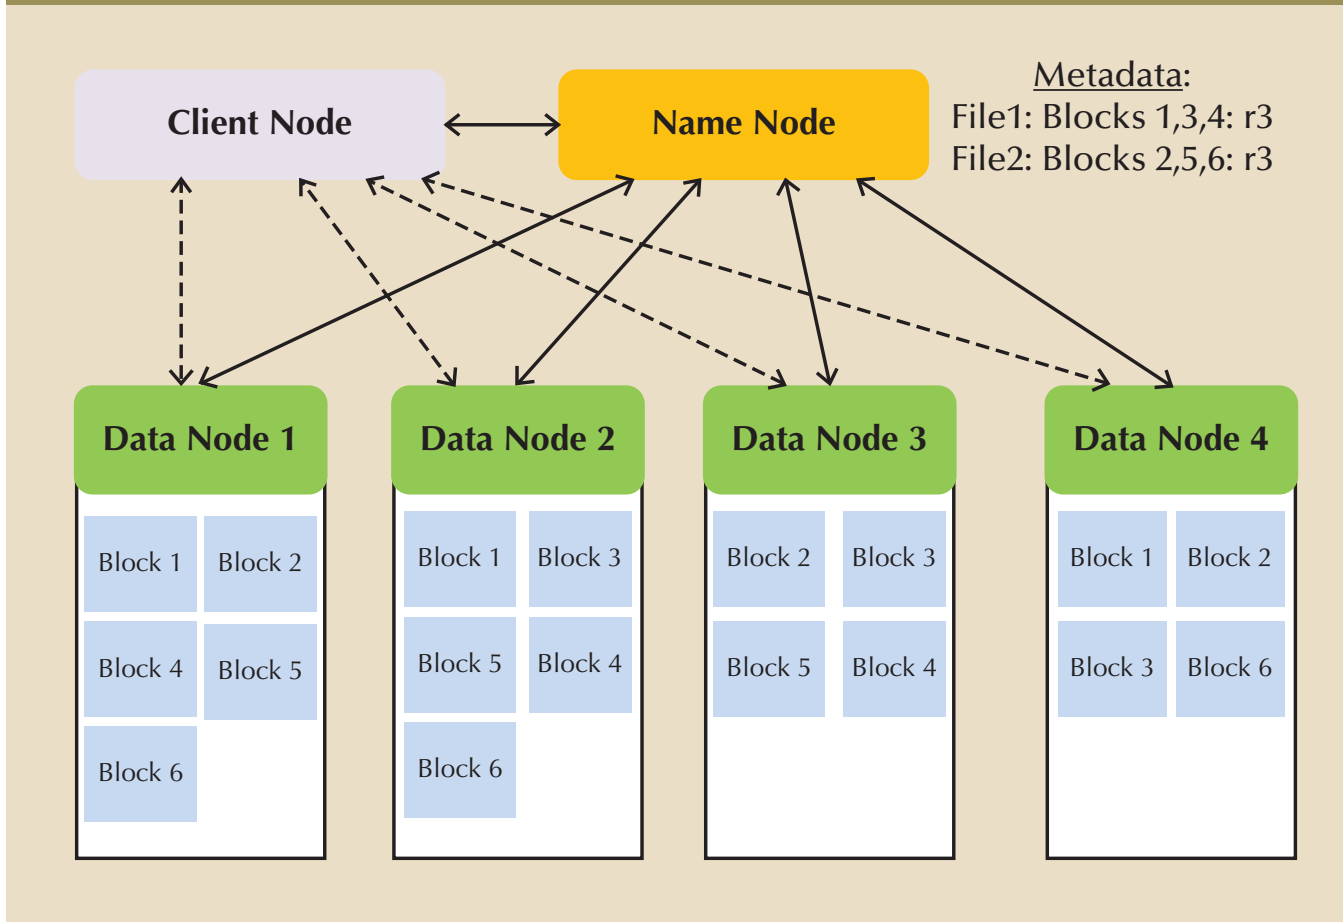 Client Node
Name Node
Metadata:
File1: Blocks 1,3,4: r3
File2: Blocks 2,5,6: r3
Data Node 1
Data Node 2
Data Node 3
Data Node 4
Block 1
Block 2
Block 4
Block 5
Block 6
Block 1
Block 3
Block 5
Block 4
Block 6
Block 2
Block 3
Block 5
Block 4
Block 1
Block 2
Block 3
Block 6